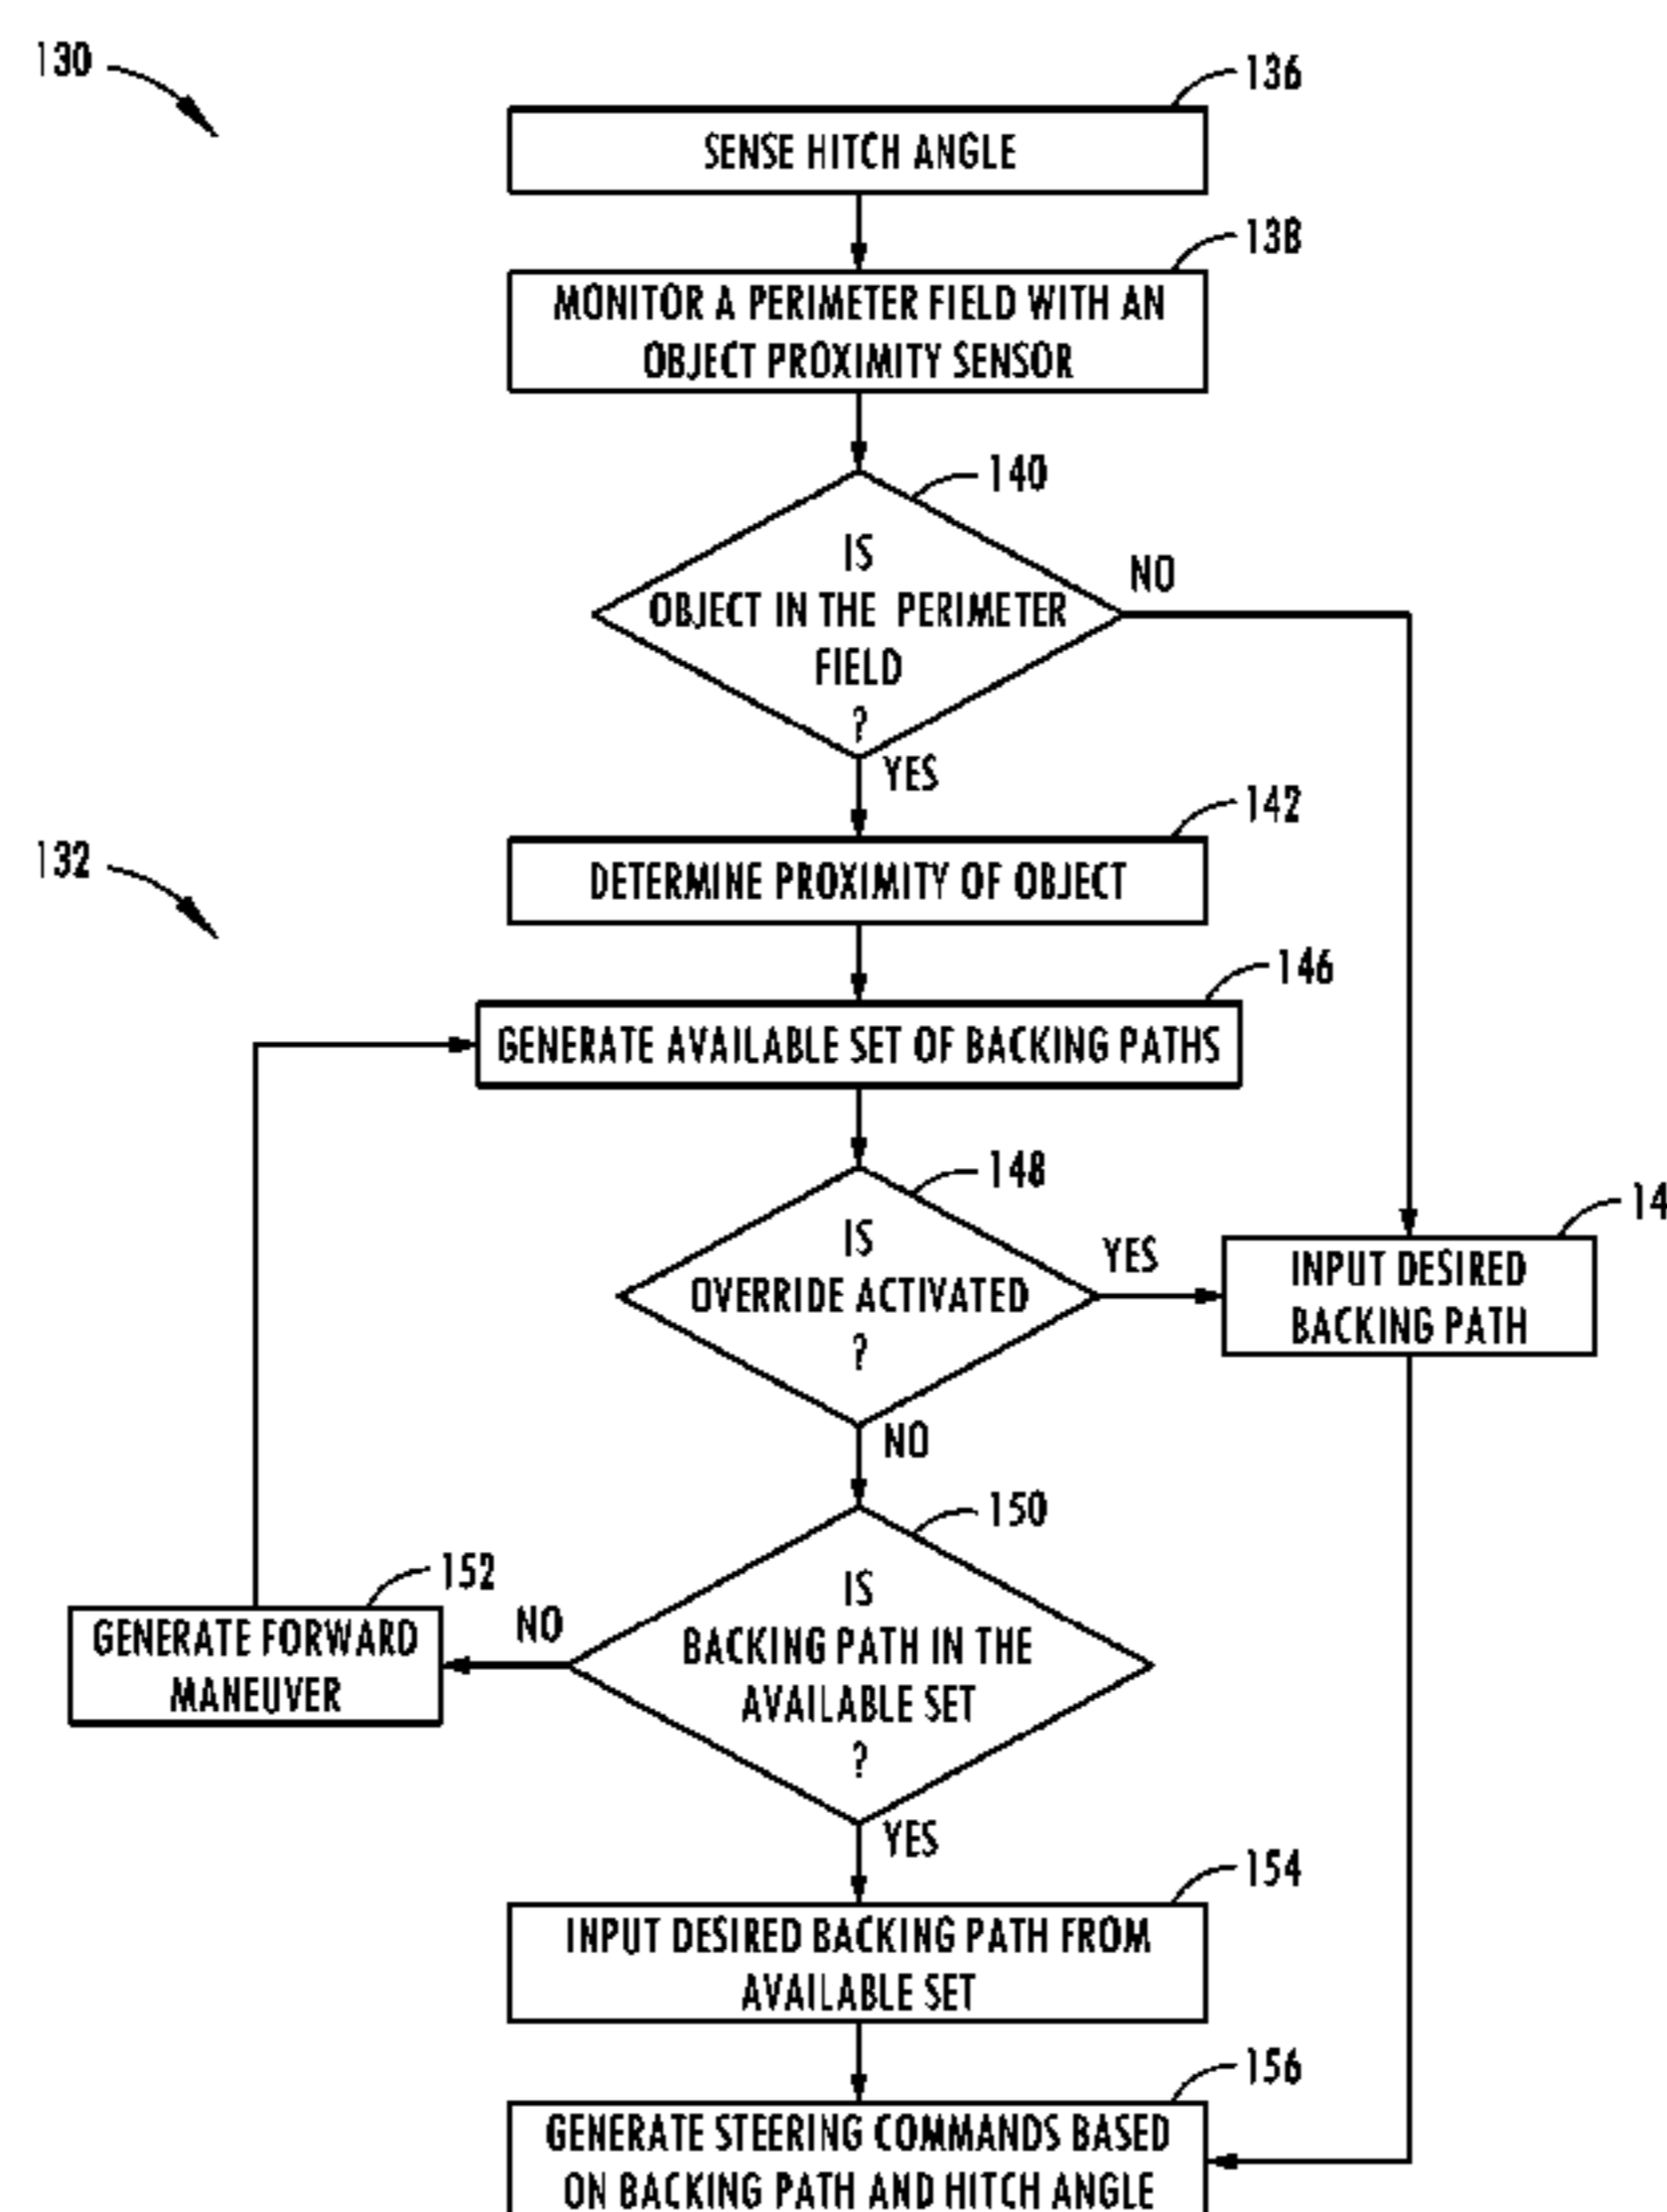 130
136
SENSE HITCH ANGLE
138
MONITOR A PERIMETER FIELD WITH AN
OBJECT PROXIMITY SENSOR
140
IS
OBJECT IN THE PERIMETER
FIELD
?
NO
YES
142
132
DETERMINE PROXIMITY OF OBJECT
146
GENERATE AVAILABLE SET OF BACKING PATHS
148
IS
OVERRIDE ACTIVATED
?
YES
14
INPUT DESIRED
BACKING PATH
NO
150
IS
BACKING PATH IN THE
AVAILABLE SET
?
152
NO
GENERATE FORWARD
MANEUVER
YES
154
INPUT DESIRED BACKING PATH FROM
AVAILABLE SET
156
GENERATE STEERING COMMANDS BASED
ON BACKING PATH AND HITCH ANGLE